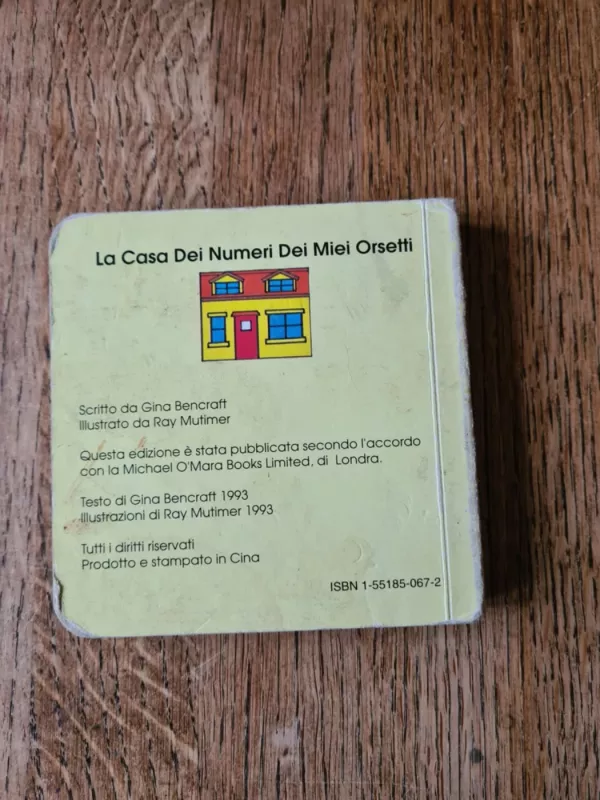 La Casa Dei Numeri Dei Miei Orsetti
Scritto da Gina Bencraft
Illustrato da Ray Mutimer
Questa edizione è stata pubblicata secondo l'accordo
con la Michael O'Mara Books Limited, di Londra.
Testo di Gina Bencraft 1993
Illustrazioni di Ray Mutimer 1993
Tutti i diritti riservati
Prodotto e stampato in Cina
ISBN 1-55185-067-2